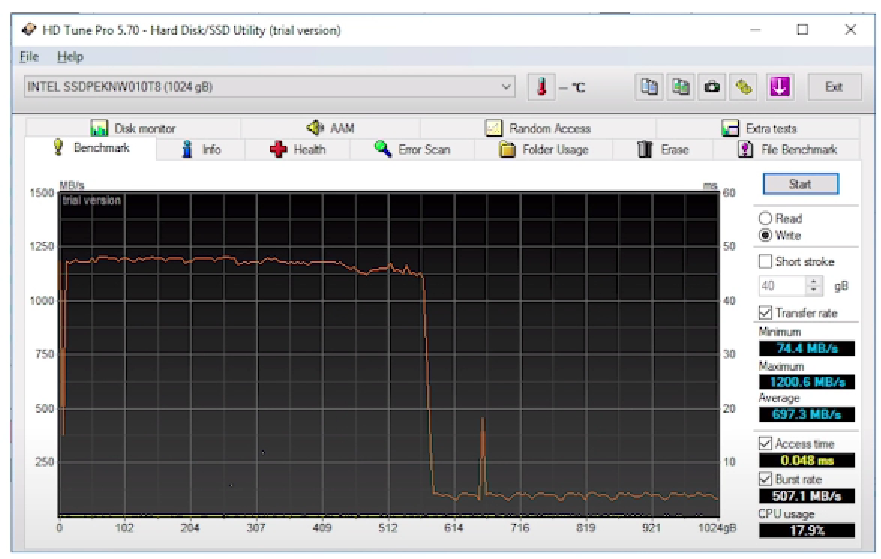 HD Tune Pro 5.70 - Hard Disk/SSD Utility (trial version)
File Help
INTEL SSDPEKNW010T8 (1024 gB)
– °C
Exit
Disk monitor AAM Random Access Extra tests
Benchmark Info Health Error Scan Folder Usage Erase File Benchmark
MB/s ms
trial version
1500
1250
1000
750
500
250
60
50
40
30
20
10
0 102 204 307 409 512 614 716 819 921 1024gB
Start
Read
Write
Short stroke
40 gB
Transfer rate
Minimum
74.4 MB/s
Maximum
1200.6 MB/s
Average
697.3 MB/s
Access time
0.048 ms
Burst rate
507.1 MB/s
CPU usage
17.9%